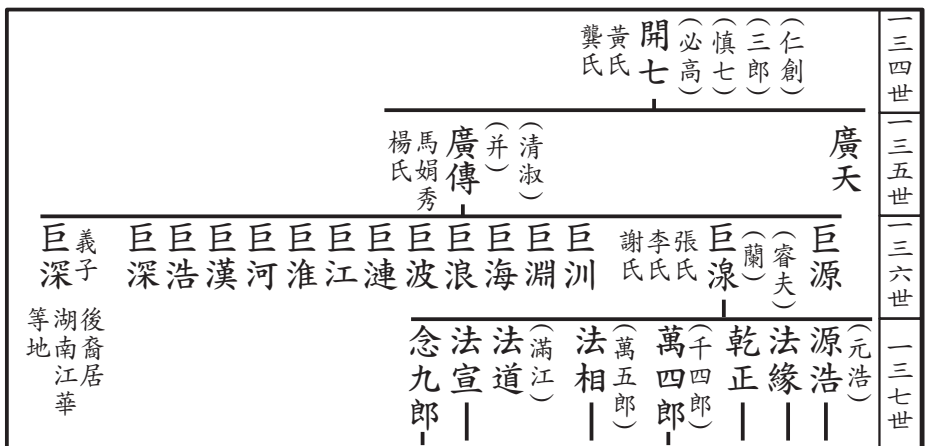 一三四世
（仁創）
（三郎）
（慎七）
（必高）
開七
黃氏
龔氏
一三五世
廣天
（清淑）
（并）
廣傳
馬娟秀
楊氏
一三六世
巨源
（睿夫）
（蘭）
巨湶
張氏
李氏
謝氏
巨汌
巨淵
巨海
巨浪
巨波
巨漣
巨江
巨淮
巨河
巨漢
巨浩
巨深
義子
巨深
後裔居
湖南江華
等地
一三七世
（元浩）
源浩
法緣
乾正
（千四郎）
萬四郎
（萬五郎）
法相
（滿江）
法道
法宣
念九郎